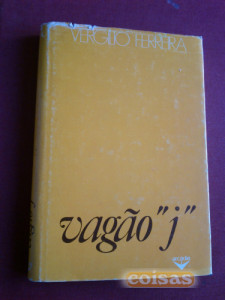 VERGÍLIO FERREIRA
vagão "j"
coisas